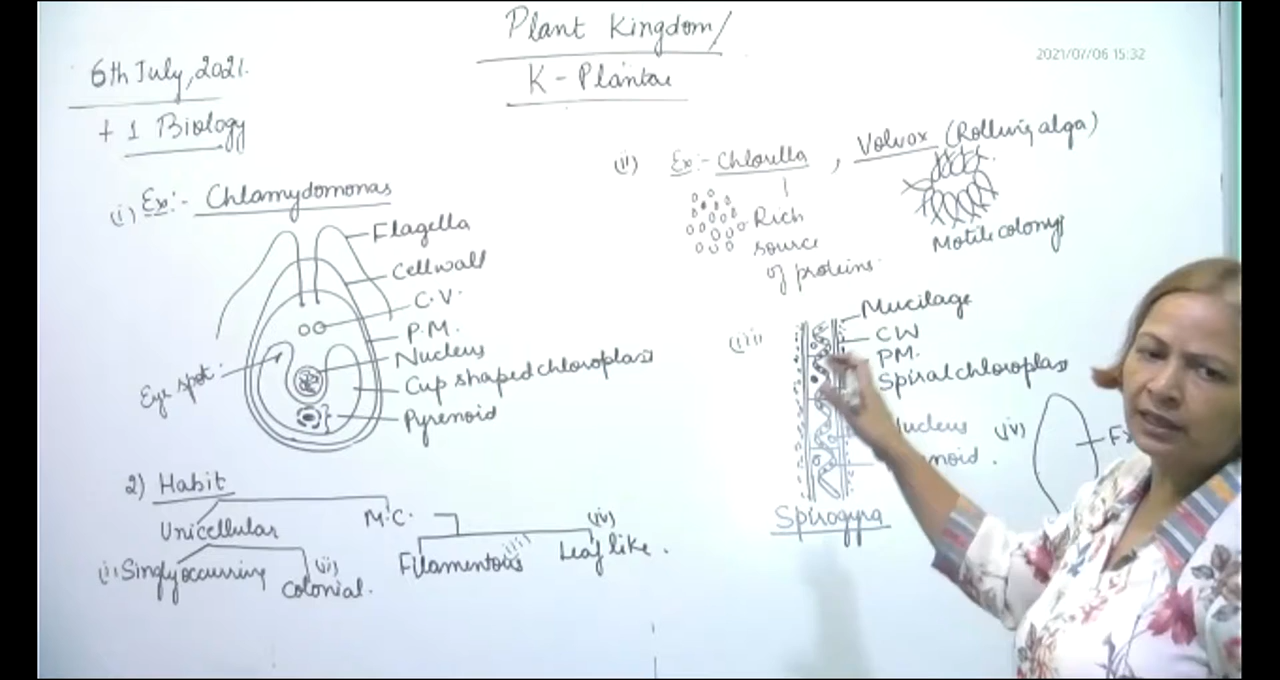 Plant Kingdom/
K - Plantae
2021/07/06 15:32
6th July, 2021.
+ 1 Biology
(i) Ex:- Chlamydomonas
Flagella
Cellwall
C.V.
P.M.
Nucleus
Cup shaped chloroplast
Pyrenoid
Eye spot
2) Habit
Unicellular
M.C.
(i) Singly occurring
(ii) Colonial.
Filamentous (iii)
(iv) Leaf like.
(ii) Ex:- Chlorella, Volvox (Rolling alga)
Rich
source
of proteins.
Motile colony
(iii)
Mucilage
CW
PM.
Spiral chloroplast
Spirogyra
(iv)